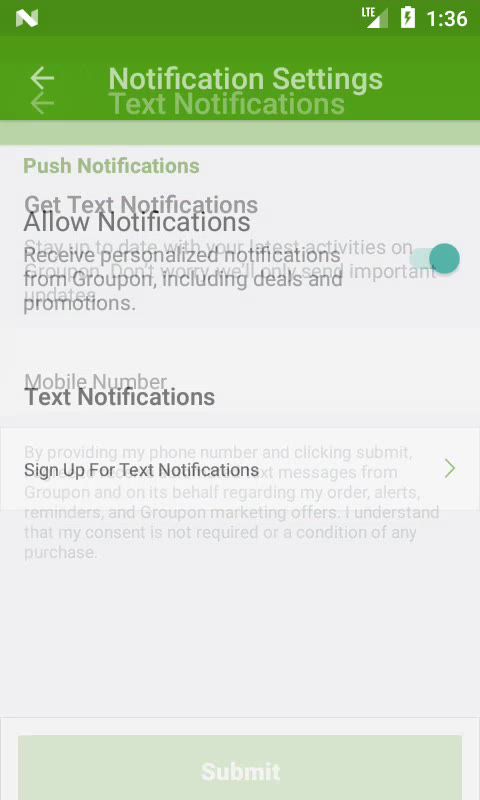 LTE
1:36
Notification Settings
Text Notifications
Push Notifications
Get Text Notifications
Allow Notifications
Stay up to date with your latest activities on
Receive personalized notifications
Groupon. Don't worry we'll only send important
from Groupon, including deals and
updates.
promotions.
Mobile Number
Text Notifications
By providing my phone number and clicking submit,
Sign Up For Text Notifications
text messages from
Groupon and on its behalf regarding my order, alerts,
reminders, and Groupon marketing offers. I understand
that my consent is not required or a condition of any
purchase.
Submit